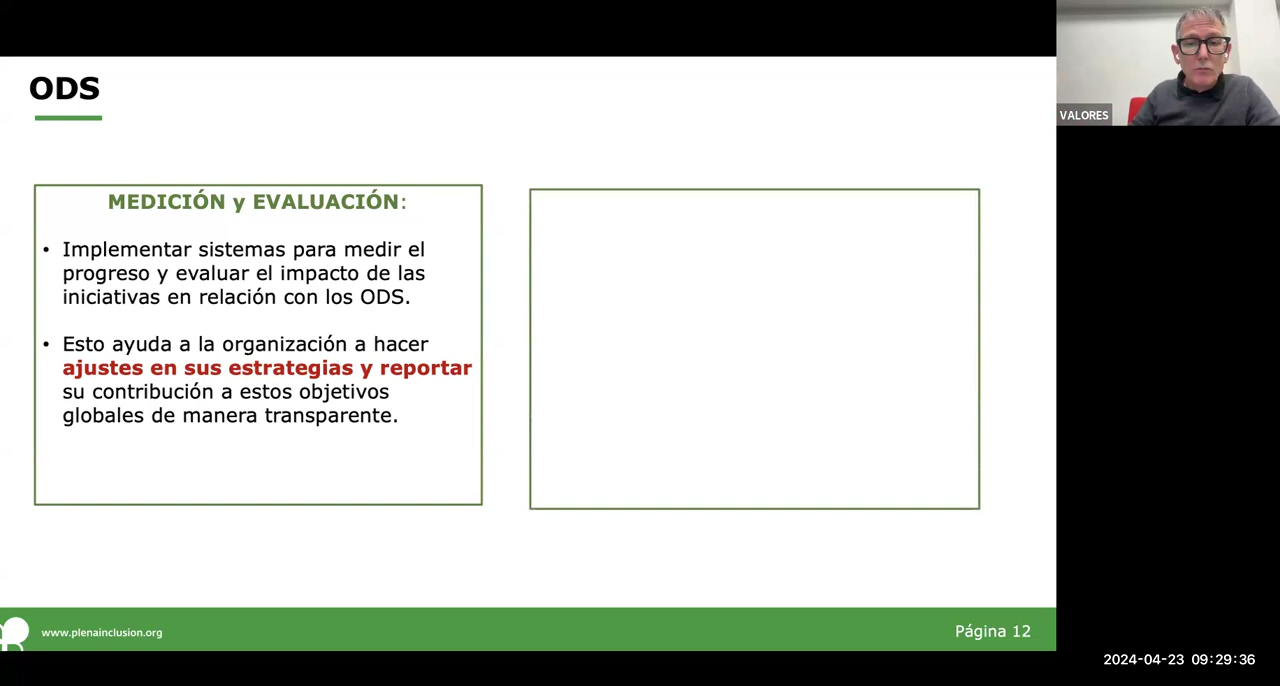 ODS
MEDICIÓN y EVALUACIÓN:
• Implementar sistemas para medir el
progreso y evaluar el impacto de las
iniciativas en relación con los ODS.
• Esto ayuda a la organización a hacer
ajustes en sus estrategias y reportar
su contribución a estos objetivos
globales de manera transparente.
www.plenainclusion.org
Página 12
VALORES
2024-04-23 09:29:36